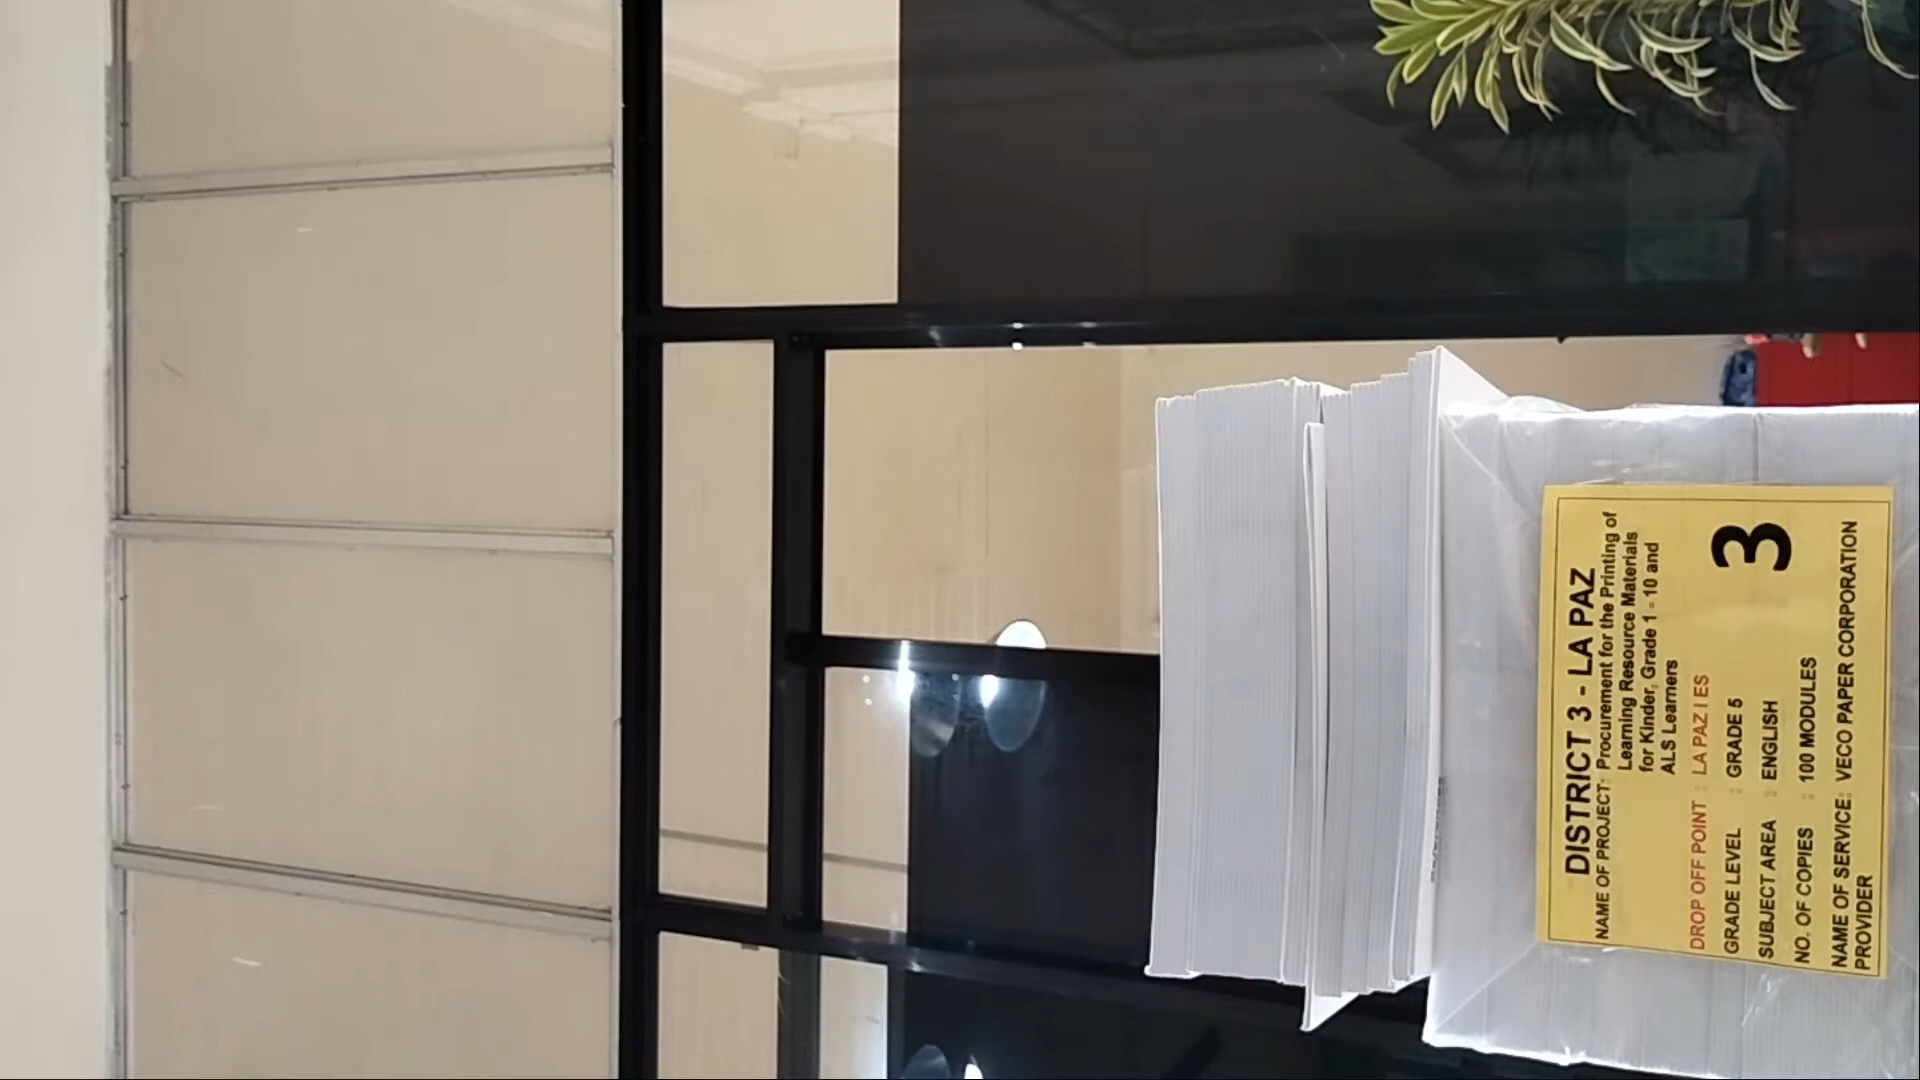 DISTRICT 3 - LA PAZ
NAME OF PROJECT: Procurement for the Printing of
Learning Resource Materials
for Kinder, Grade 1 - 10 and
ALS Learners
DROP OFF POINT : LA PAZ I ES
GRADE LEVEL : GRADE 5
SUBJECT AREA : ENGLISH
NO. OF COPIES : 100 MODULES
3
NAME OF SERVICE: VECO PAPER CORPORATION
PROVIDER